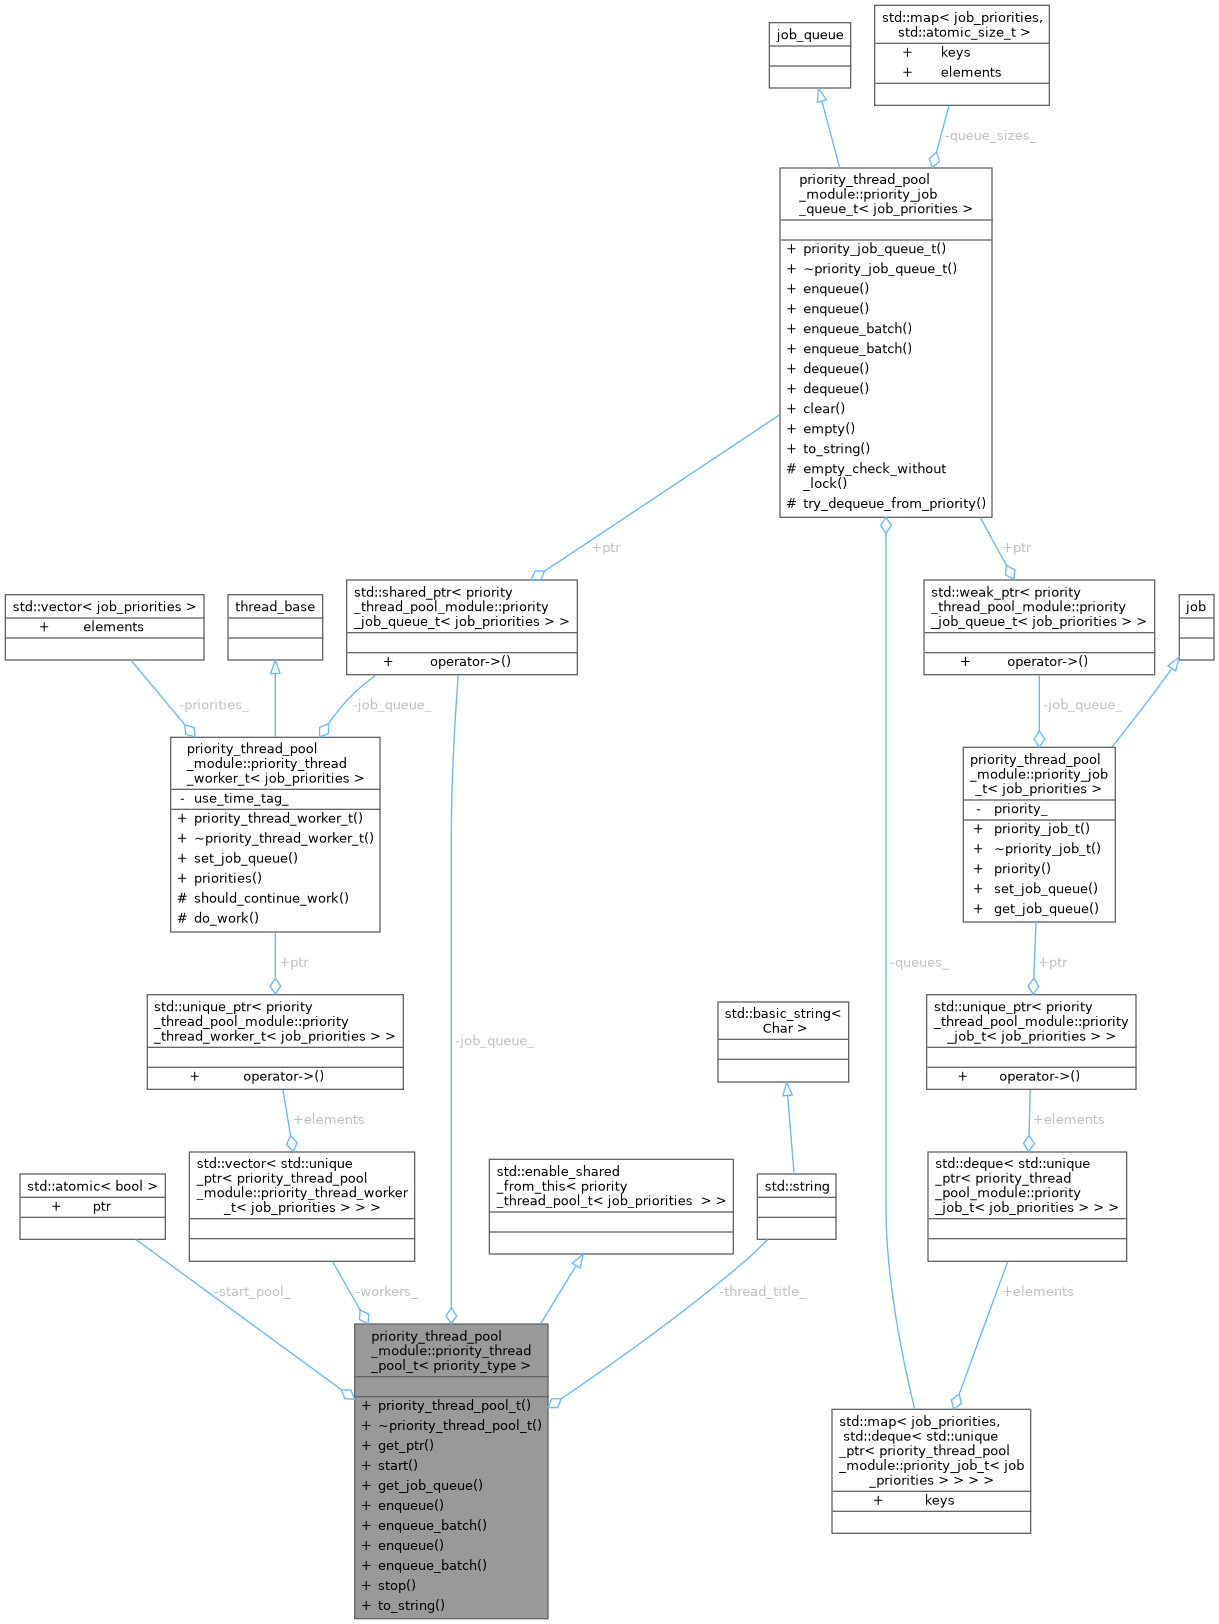 job_queue
std::map< job_priorities,
std::atomic_size_t >
+ keys
+ elements
-queue_sizes_
priority_thread_pool
_module::priority_job
_queue_t< job_priorities >
+ priority_job_queue_t()
+ ~priority_job_queue_t()
+ enqueue()
+ enqueue()
+ enqueue_batch()
+ enqueue_batch()
+ dequeue()
+ dequeue()
+ clear()
+ empty()
+ to_string()
# empty_check_without
_lock()
# try_dequeue_from_priority()
+ptr
+ptr
std::vector< job_priorities >
+ elements
thread_base
std::shared_ptr< priority
_thread_pool_module::priority
_job_queue_t< job_priorities > >
+ operator->()
std::weak_ptr< priority
_thread_pool_module::priority
_job_queue_t< job_priorities > >
+ operator->()
job
-priorities_
-job_queue_
-job_queue_
priority_thread_pool
_module::priority_thread
_worker_t< job_priorities >
- use_time_tag_
+ priority_thread_worker_t()
+ ~priority_thread_worker_t()
+ set_job_queue()
+ priorities()
# should_continue_work()
# do_work()
priority_thread_pool
_module::priority_job
_t< job_priorities >
- priority_
+ priority_job_t()
+ ~priority_job_t()
+ priority()
+ set_job_queue()
+ get_job_queue()
+ptr
-queues_
+ptr
std::unique_ptr< priority
_thread_pool_module::priority
_thread_worker_t< job_priorities > >
+ operator->()
-job_queue_
std::basic_string<
Char >
std::unique_ptr< priority
_thread_pool_module::priority
_job_t< job_priorities > >
+ operator->()
+elements
+elements
std::atomic< bool >
+ ptr
std::vector< std::unique
_ptr< priority_thread_pool
_module::priority_thread_worker
_t< job_priorities > > >
std::enable_shared
_from_this< priority
_thread_pool_t< job_priorities > >
std::string
std::deque< std::unique
_ptr< priority_thread
_pool_module::priority
_job_t< job_priorities > > >
-start_pool_
-workers_
-thread_title_
+elements
priority_thread_pool
_module::priority_thread
_pool_t< priority_type >
+ priority_thread_pool_t()
+ ~priority_thread_pool_t()
+ get_ptr()
+ start()
+ get_job_queue()
+ enqueue()
+ enqueue_batch()
+ enqueue()
+ enqueue_batch()
+ stop()
+ to_string()
std::map< job_priorities,
std::deque< std::unique
_ptr< priority_thread_pool
_module::priority_job_t< job
_priorities > > > >
+ keys